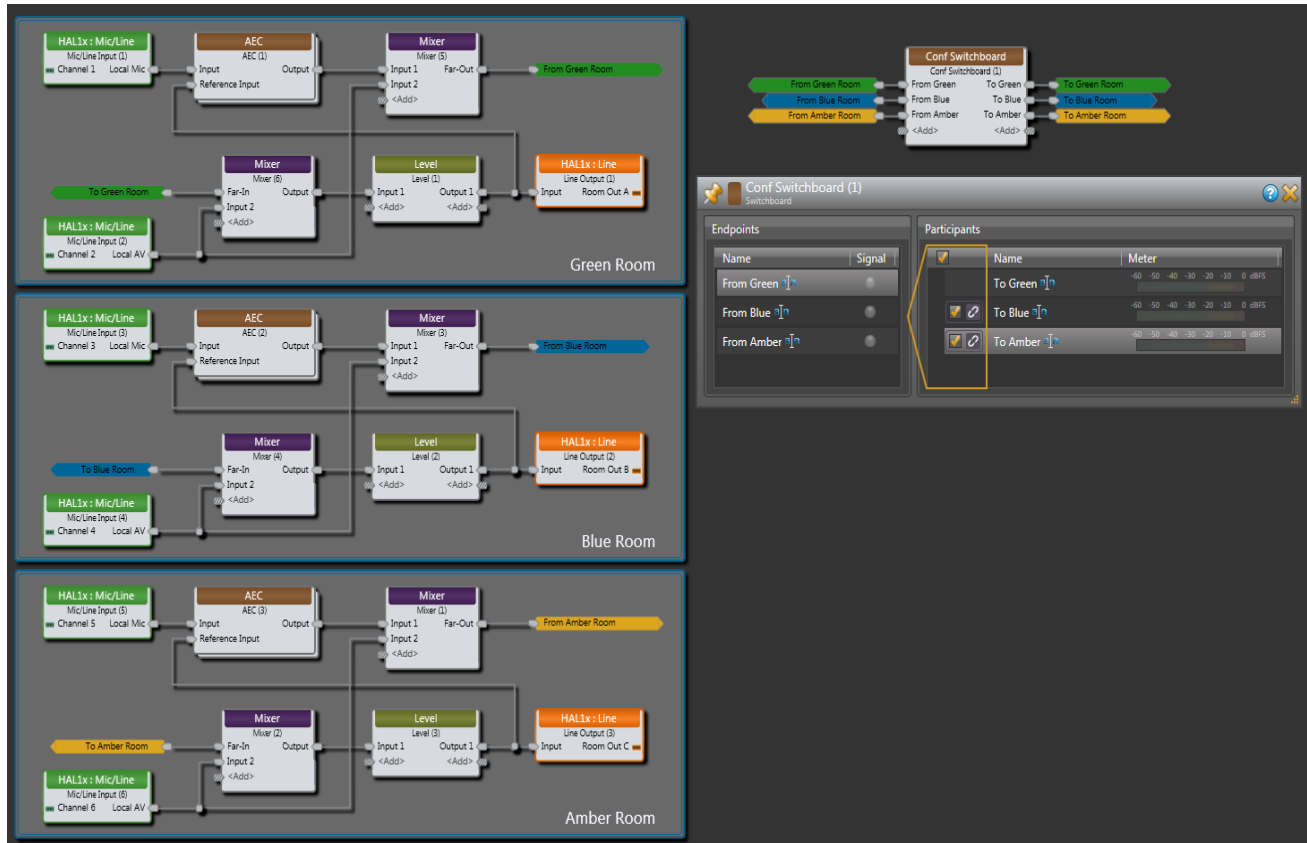 HAL1x : Mic/Line
Mic/Line Input (1)
Channel 1 Local Mic
AEC
AEC (1)
Input Output
Reference Input
Mixer
Mixer (5)
Input 1 Far-Out
Input 2
<Add>
From Green Room
To Green Room
Mixer
Mixer (6)
Far-In Output
Input 2
<Add>
Level
Level (1)
Input 1 Output 1
<Add> <Add>
HAL1x : Line
Line Output (1)
Input Room Out A
HAL1x : Mic/Line
Mic/Line Input (2)
Channel 2 Local AV
Green Room
HAL1x : Mic/Line
Mic/Line Input (3)
Channel 3 Local Mic
AEC
AEC (2)
Input Output
Reference Input
Mixer
Mixer (3)
Input 1 Far-Out
Input 2
<Add>
From Blue Room
To Blue Room
Mixer
Mixer (4)
Far-In Output
Input 2
<Add>
Level
Level (2)
Input 1 Output 1
<Add> <Add>
HAL1x : Line
Line Output (2)
Input Room Out B
HAL1x : Mic/Line
Mic/Line Input (4)
Channel 4 Local AV
Blue Room
HAL1x : Mic/Line
Mic/Line Input (5)
Channel 5 Local Mic
AEC
AEC (3)
Input Output
Reference Input
Mixer
Mixer (1)
Input 1 Far-Out
Input 2
<Add>
From Amber Room
To Amber Room
Mixer
Mixer (2)
Far-In Output
Input 2
<Add>
Level
Level (3)
Input 1 Output 1
<Add> <Add>
HAL1x : Line
Line Output (3)
Input Room Out C
HAL1x : Mic/Line
Mic/Line Input (6)
Channel 6 Local AV
Amber Room
Conf Switchboard
Conf Switchboard (1)
From Green Room From Green To Green To Green Room
From Blue Room From Blue To Blue To Blue Room
From Amber Room From Amber To Amber To Amber Room
<Add> <Add>
Conf Switchboard (1)
Switchboard
Endpoints
Name Signal
From Green
From Blue
From Amber
Participants
Name Meter
To Green -60 -50 -40 -30 -20 -10 0 dBFS
To Blue -60 -50 -40 -30 -20 -10 0 dBFS
To Amber -60 -50 -40 -30 -20 -10 0 dBFS